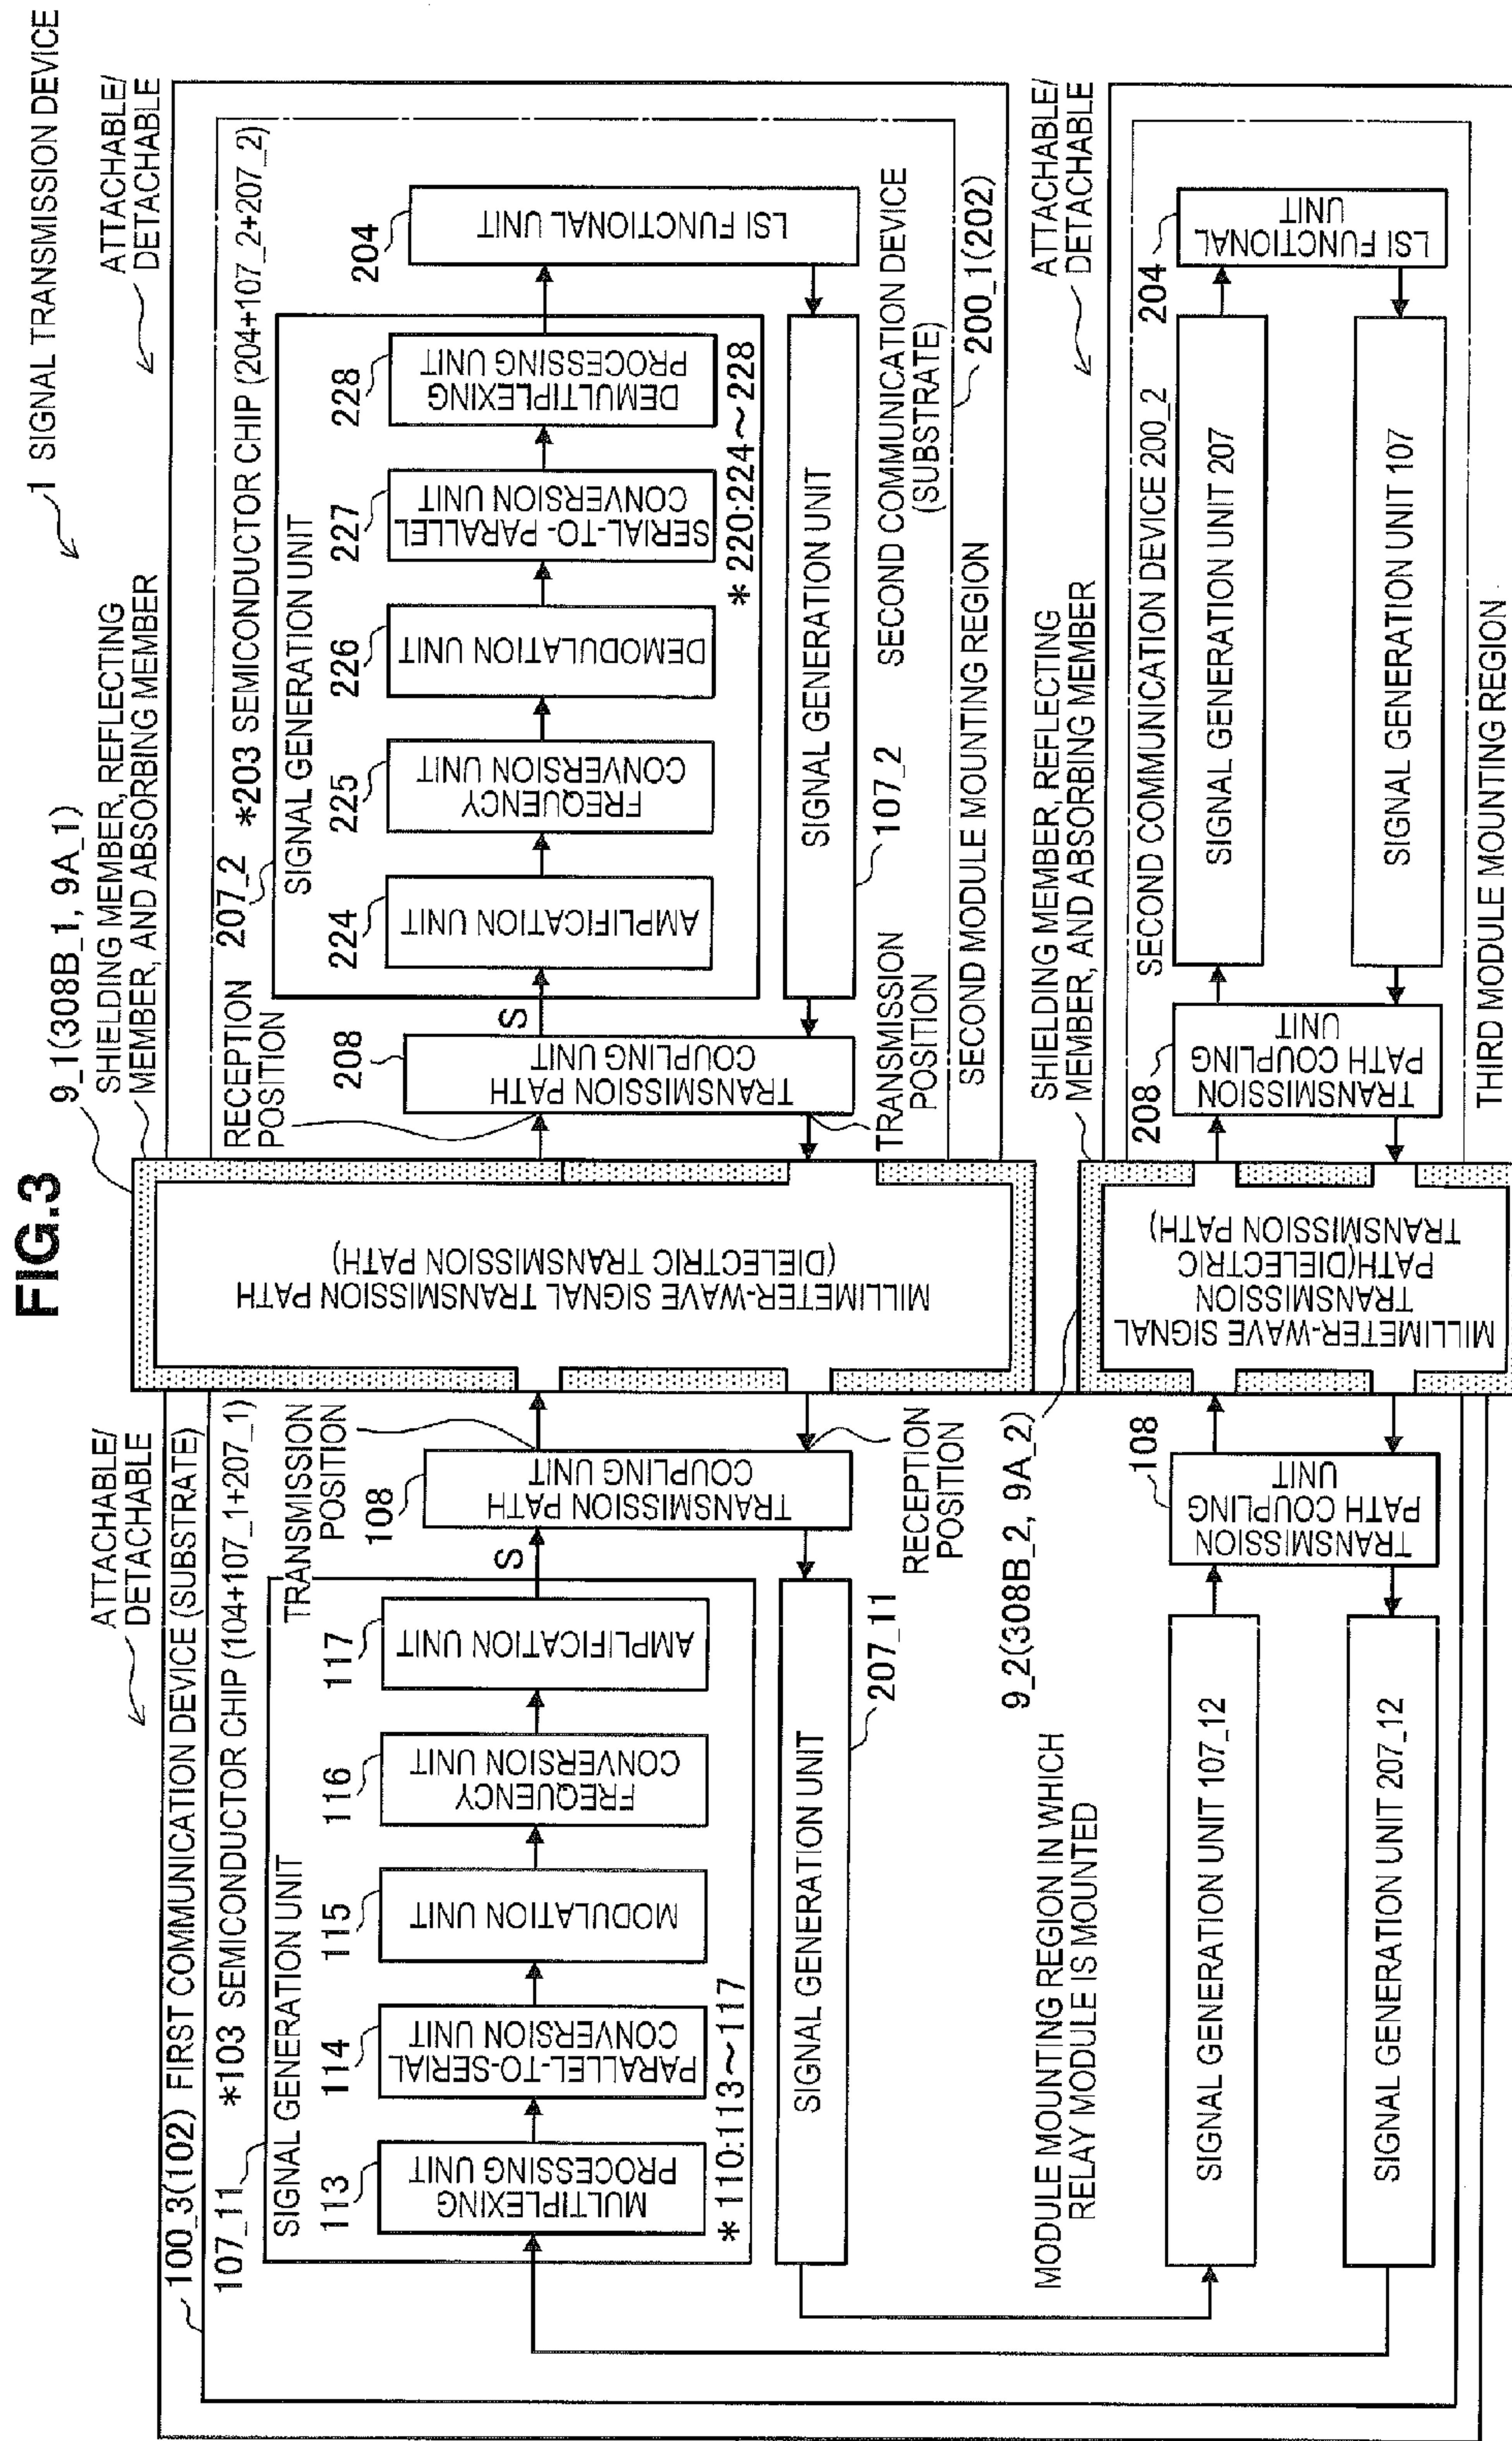 FIG.3
1 SIGNAL TRANSMISSION DEVICE
ATTACHABLE/
DETACHABLE
100_3(102) FIRST COMMUNICATION DEVICE (SUBSTRATE)
107_11
*103 SEMICONDUCTOR CHIP (104+107_1+207_1)
SIGNAL GENERATION UNIT
113
MULTIPLEXING
PROCESSING UNIT
114
PARALLEL-TO-SERIAL
CONVERSION UNIT
115
MODULATION UNIT
116
FREQUENCY
CONVERSION UNIT
117
AMPLIFICATION UNIT
*110:113~117
S
TRANSMISSION
POSITION
108
TRANSMISSION PATH
COUPLING UNIT
RECEPTION
POSITION
SIGNAL GENERATION UNIT
207_11
9_1(308B_1, 9A_1)
SHIELDING MEMBER, REFLECTING
MEMBER, AND ABSORBING MEMBER
MILLIMETER-WAVE SIGNAL TRANSMISSION PATH
(DIELECTRIC TRANSMISSION PATH)
ATTACHABLE/
DETACHABLE
RECEPTION
POSITION
207_2
*203 SEMICONDUCTOR CHIP (204+107_2+207_2)
SIGNAL GENERATION UNIT
208
TRANSMISSION PATH
COUPLING UNIT
S
224
AMPLIFICATION UNIT
225
FREQUENCY
CONVERSION UNIT
226
DEMODULATION UNIT
227
SERIAL-TO-PARALLEL
CONVERSION UNIT
228
DEMULTIPLEXING
PROCESSING UNIT
*220:224~228
204
LSI FUNCTIONAL UNIT
SIGNAL GENERATION UNIT
107_2
TRANSMISSION
POSITION
SECOND COMMUNICATION DEVICE
(SUBSTRATE)
200_1(202)
SECOND MODULE MOUNTING REGION
MODULE MOUNTING REGION IN WHICH
RELAY MODULE IS MOUNTED
SIGNAL GENERATION UNIT 107_12
SIGNAL GENERATION UNIT 207_12
108
TRANSMISSION
PATH COUPLING
UNIT
9_2(308B_2, 9A_2)
MILLIMETER-WAVE SIGNAL
TRANSMISSION
PATH(DIELECTRIC
TRANSMISSION PATH)
SHIELDING MEMBER, REFLECTING
MEMBER, AND ABSORBING MEMBER
ATTACHABLE/
DETACHABLE
SECOND COMMUNICATION DEVICE 200_2
208
TRANSMISSION
PATH COUPLING
UNIT
SIGNAL GENERATION UNIT 207
204
LSI FUNCTIONAL
UNIT
SIGNAL GENERATION UNIT 107
THIRD MODULE MOUNTING REGION